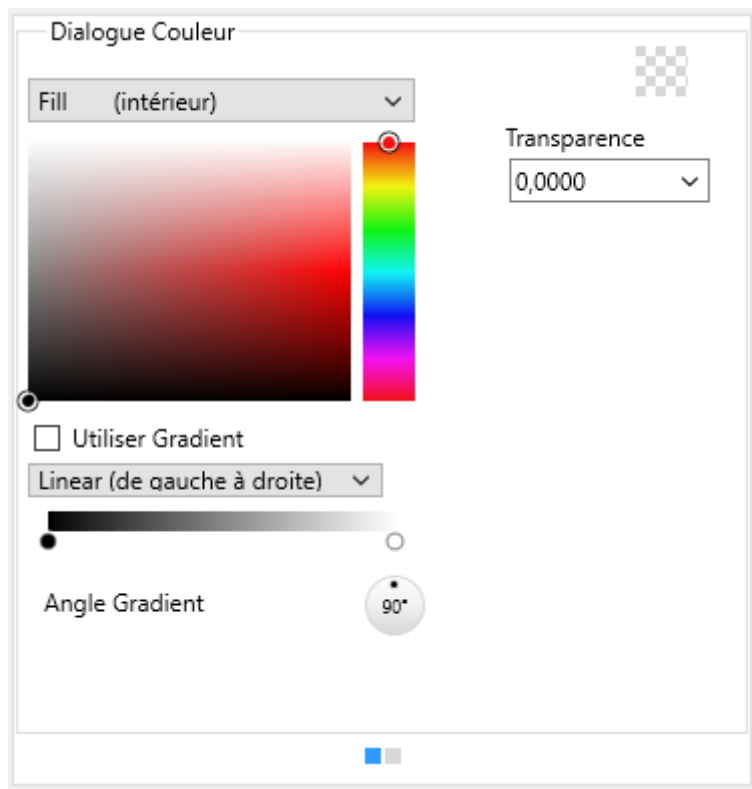 Dialogue Couleur
Fill (intérieur)
Transparence
0,0000
Utiliser Gradient
Linear (de gauche à droite)
Angle Gradient
90°